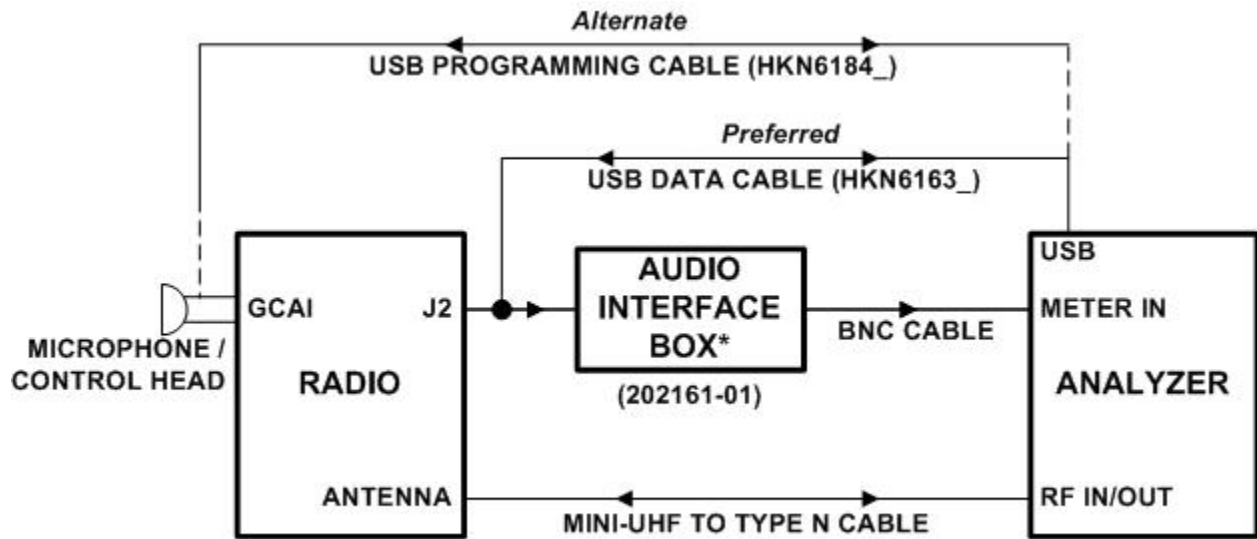 Alternate
USB PROGRAMMING CABLE (HKN6184_)
Preferred
USB DATA CABLE (HKN6163_)
USB
GCAI
J2
AUDIO
INTERFACE
BOX*
(202161-01)
BNC CABLE
METER IN
MICROPHONE /
CONTROL HEAD
RADIO
ANALYZER
ANTENNA
MINI-UHF TO TYPE N CABLE
RF IN/OUT